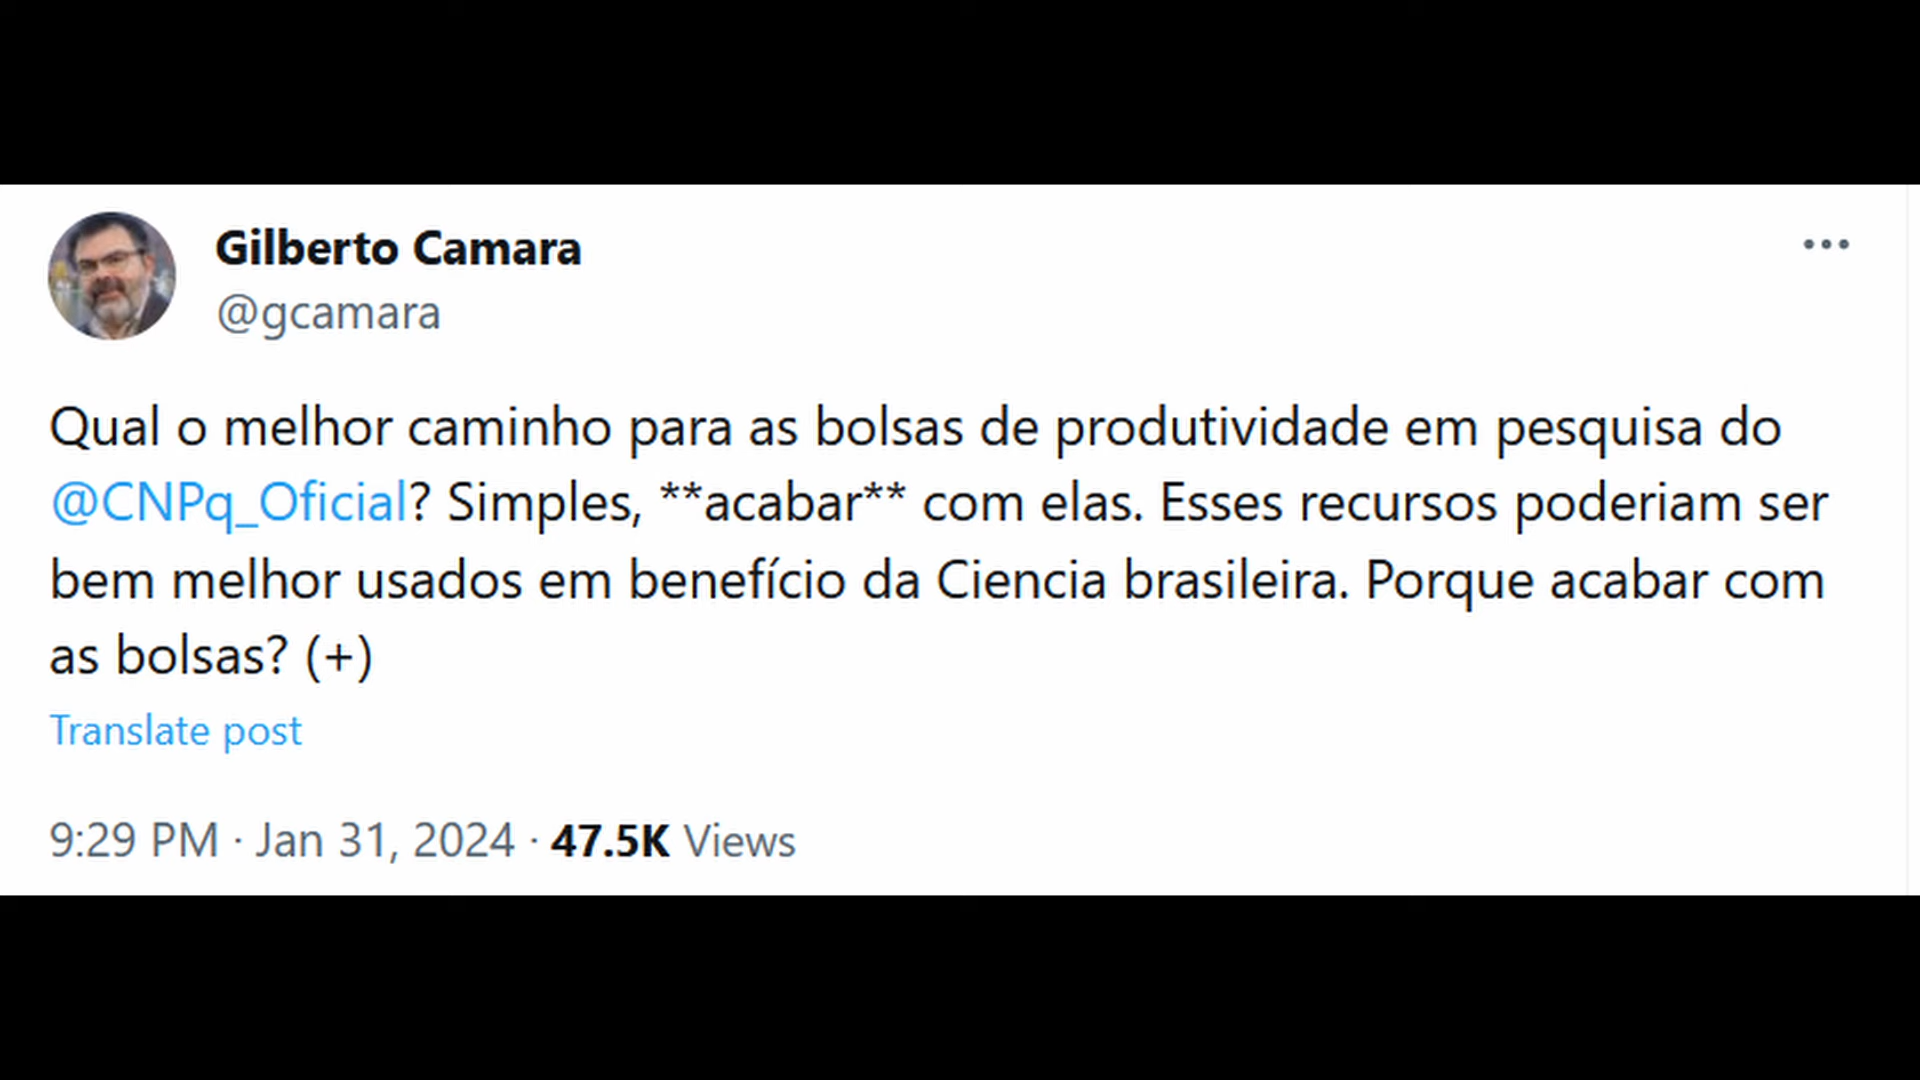 Gilberto Camara
@gcamara
Qual o melhor caminho para as bolsas de produtividade em pesquisa do
@CNPq_Oficial? Simples, **acabar** com elas. Esses recursos poderiam ser
bem melhor usados em benefício da Ciencia brasileira. Porque acabar com
as bolsas? (+)
Translate post
9:29 PM · Jan 31, 2024 · 47.5K Views